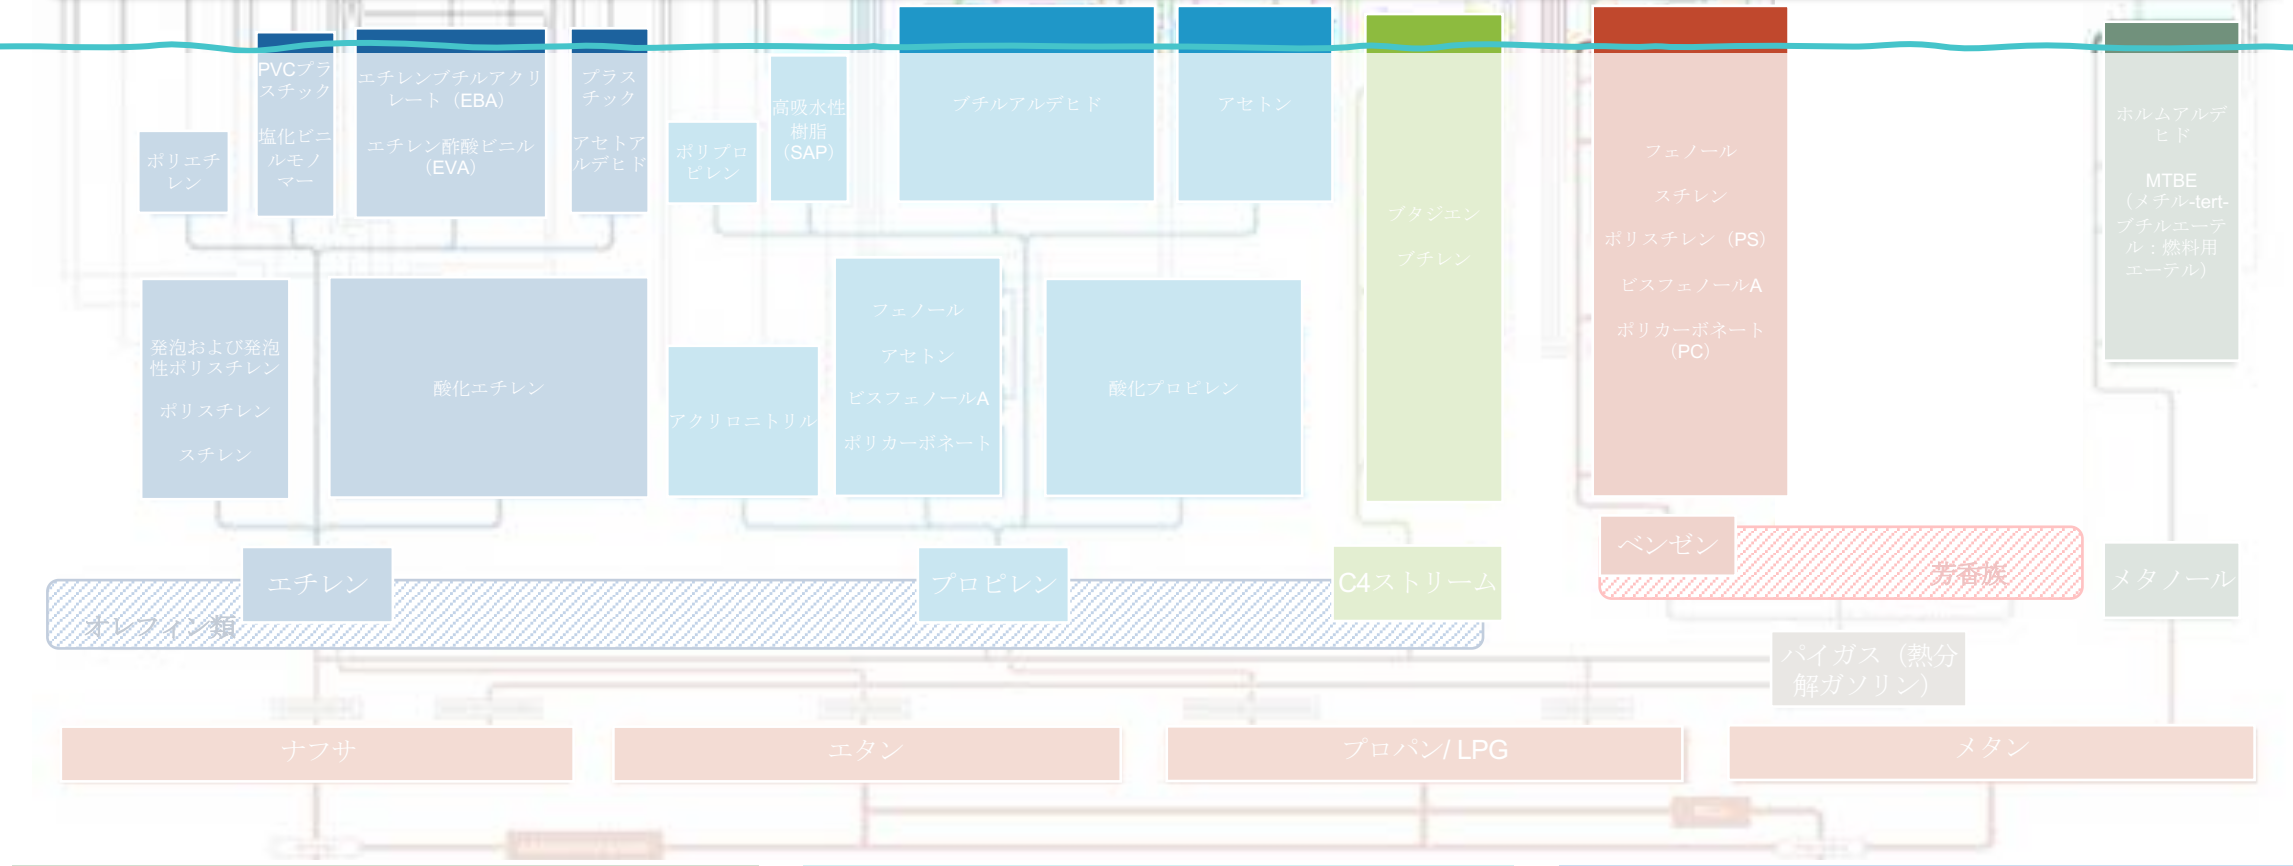 PVCプラ
スチック
塩化ビニ
ルモノ
マー
エチレンブチルアクリ
レート（EBA）
エチレン酢酸ビニル
（EVA）
プラス
チック
アセトア
ルデヒド
ポリエチ
レン
ポリプロ
ピレン
高吸水性
樹脂
（SAP）
ブチルアルデヒド
アセトン
ブタジエン
ブチレン
フェノール
スチレン
ポリスチレン（PS）
ビスフェノールA
ポリカーボネート
（PC）
ホルムアルデ
ヒド
MTBE
（メチル-tert-
ブチルエーテ
ル：燃料用
エーテル）
発泡および発泡
性ポリスチレン
ポリスチレン
スチレン
酸化エチレン
アクリロニトリル
フェノール
アセトン
ビスフェノールA
ポリカーボネート
酸化プロピレン
エチレン
オレフィン類
プロピレン
C4ストリーム
ベンゼン
芳香族
メタノール
パイガス（熱分
解ガソリン）
ナフサ
エタン
プロパン/ LPG
メタン